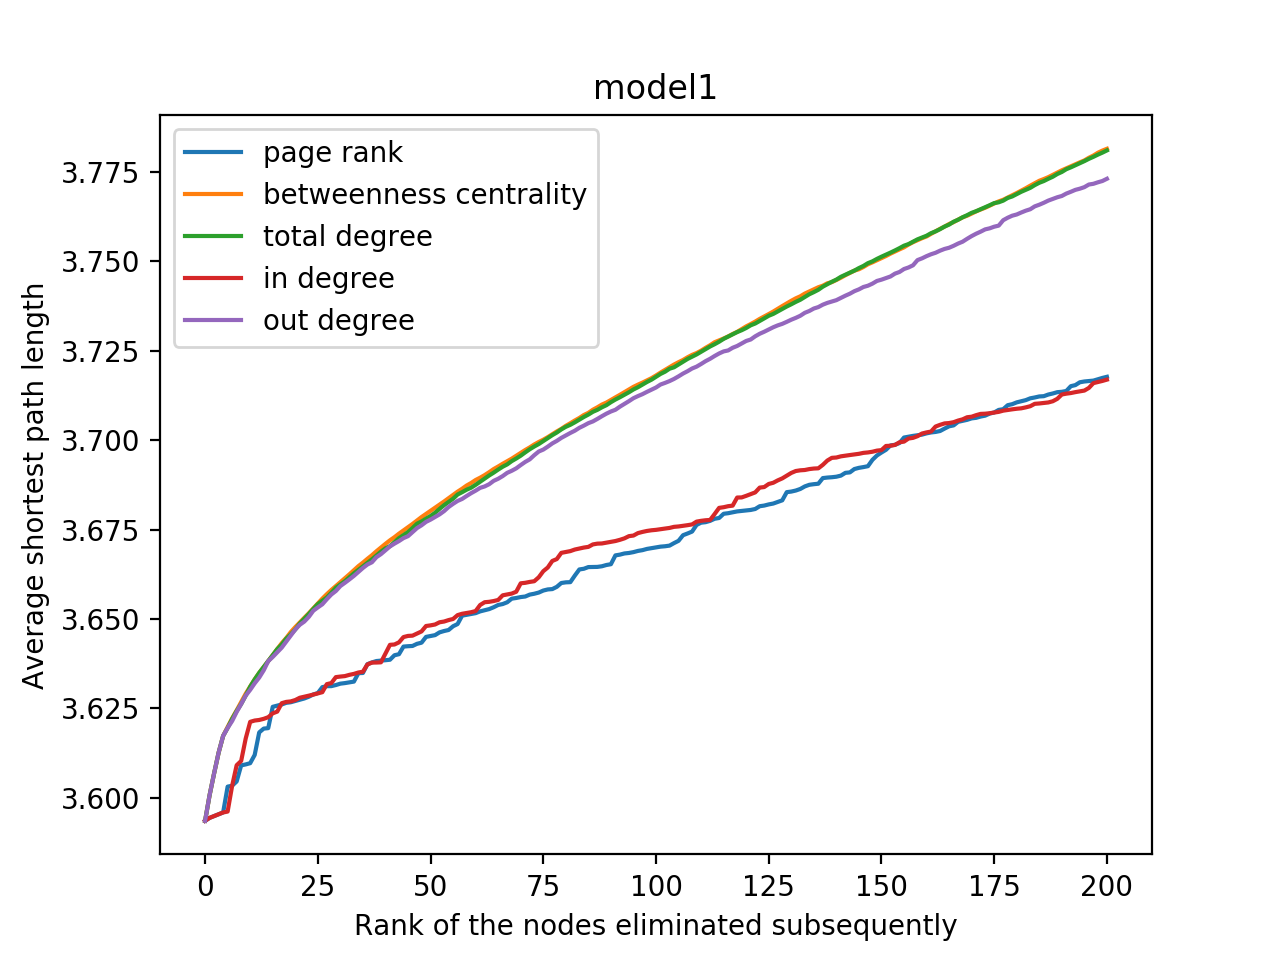 model1
page rank
betweenness centrality
total degree
in degree
out degree
Average shortest path length
3.775
3.750
3.725
3.700
3.675
3.650
3.625
3.600
0 25 50 75 100 125 150 175 200
Rank of the nodes eliminated subsequently